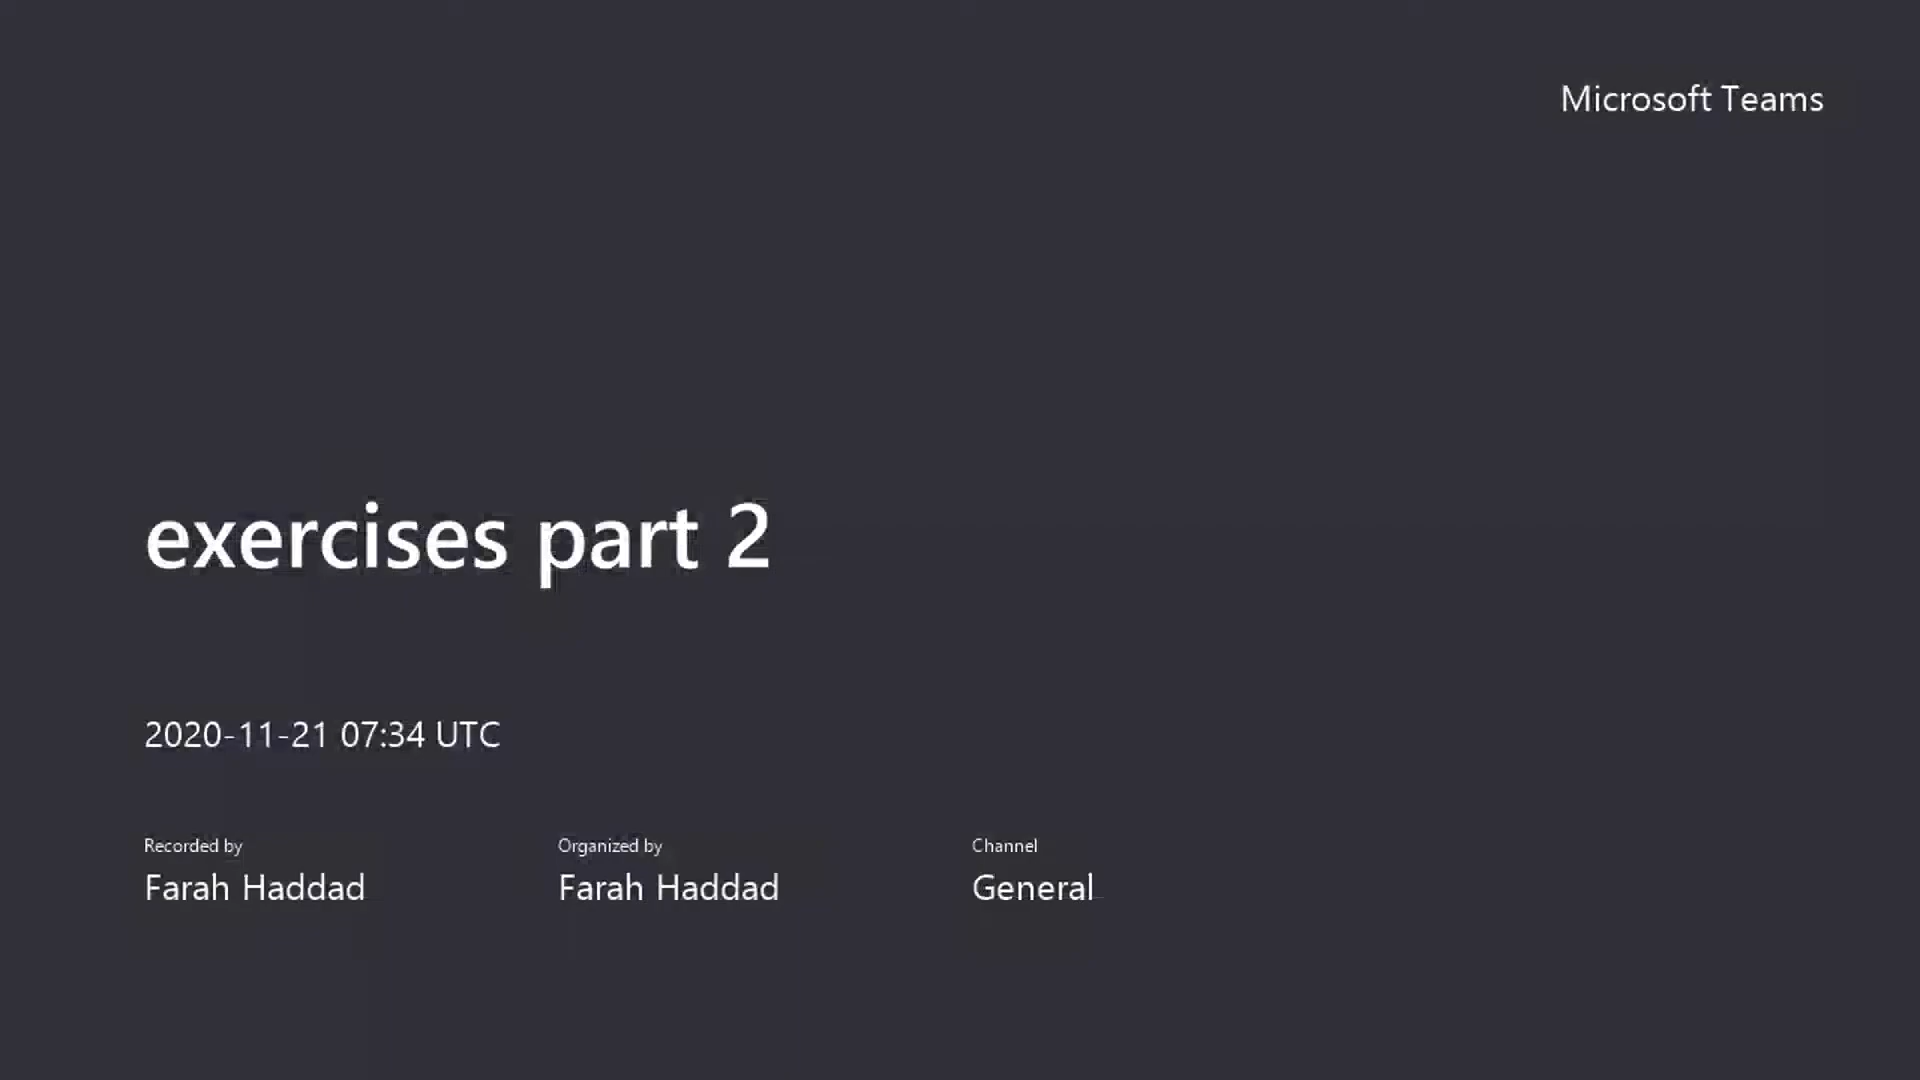 Microsoft Teams
exercises part 2
2020-11-21 07:34 UTC
Recorded by
Farah Haddad
Organized by
Farah Haddad
Channel
General